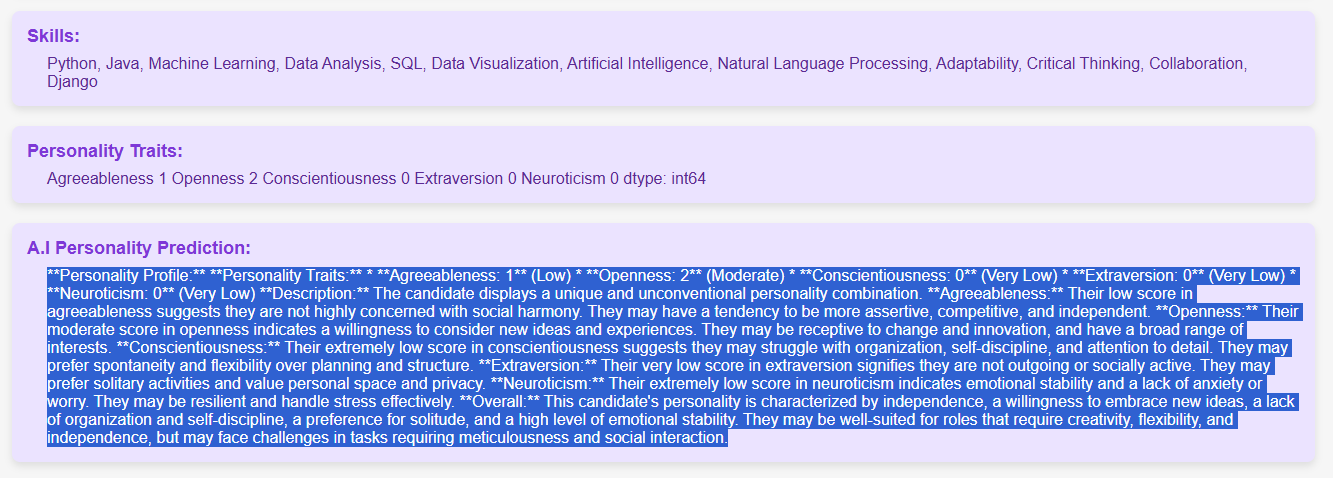 Skills:
Python, Java, Machine Learning, Data Analysis, SQL, Data Visualization, Artificial Intelligence, Natural Language Processing, Adaptability, Critical Thinking, Collaboration,
Django
Personality Traits:
Agreeableness 1 Openness 2 Conscientiousness 0 Extraversion 0 Neuroticism 0 dtype: int64
A.I Personality Prediction:
**Personality Profile:** **Personality Traits:** * **Agreeableness: 1** (Low) * **Openness: 2** (Moderate) * **Conscientiousness: 0** (Very Low) * **Extraversion: 0** (Very Low) *
**Neuroticism: 0** (Very Low) **Description:** The candidate displays a unique and unconventional personality combination. **Agreeableness:** Their low score in
agreeableness suggests they are not highly concerned with social harmony. They may have a tendency to be more assertive, competitive, and independent. **Openness:** Their
moderate score in openness indicates a willingness to consider new ideas and experiences. They may be receptive to change and innovation, and have a broad range of
interests. **Conscientiousness:** Their extremely low score in conscientiousness suggests they may struggle with organization, self-discipline, and attention to detail. They may
prefer spontaneity and flexibility over planning and structure. **Extraversion:** Their very low score in extraversion signifies they are not outgoing or socially active. They may
prefer solitary activities and value personal space and privacy. **Neuroticism:** Their extremely low score in neuroticism indicates emotional stability and a lack of anxiety or
worry. They may be resilient and handle stress effectively. **Overall:** This candidate's personality is characterized by independence, a willingness to embrace new ideas, a lack
of organization and self-discipline, a preference for solitude, and a high level of emotional stability. They may be well-suited for roles that require creativity, flexibility, and
independence, but may face challenges in tasks requiring meticulousness and social interaction.